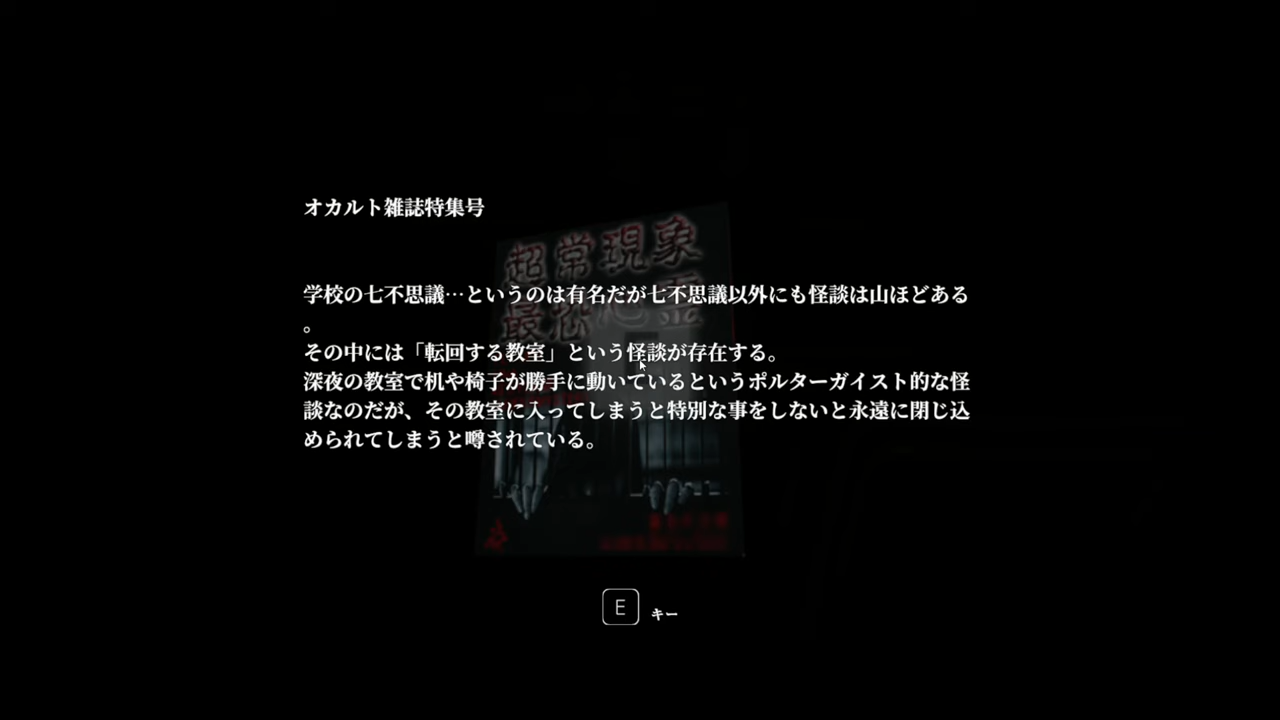 オカルト雑誌特集号
学校の七不思議…というのは有名だが七不思議以外にも怪談は山ほどある
。
その中には「転回する教室」という怪談が存在する。
深夜の教室で机や椅子が勝手に動いているというポルターガイスト的な怪
談なのだが、その教室に入ってしまうと特別な事をしないと永遠に閉じ込
められてしまうと噂されている。
超常現象
E キー